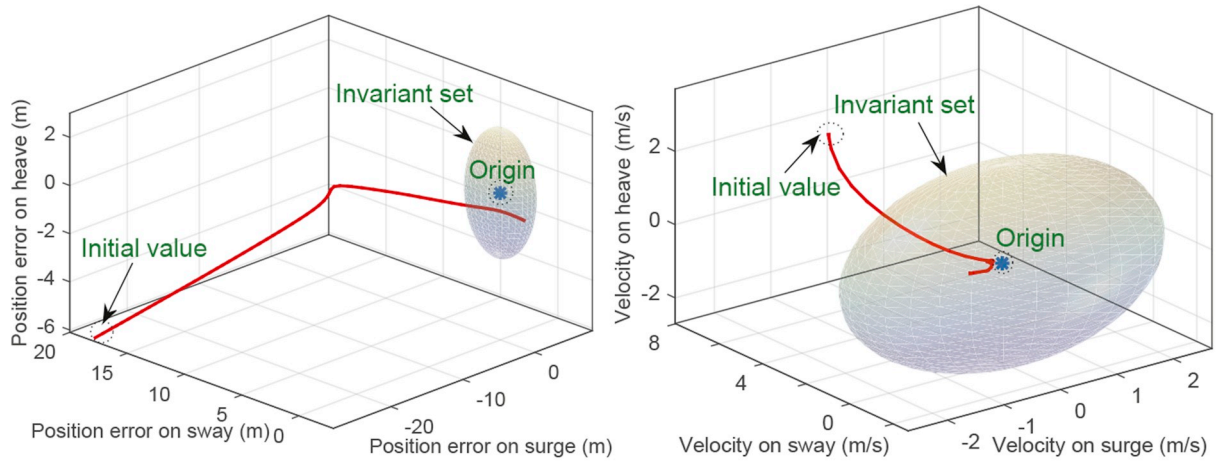 Position error on heave (m)
2
0
-2
-4
-6
20
15
10
5
0
Position error on sway (m)
-20
-10
0
Position error on surge (m)
Invariant set
Origin
Initial value
Velocity on heave (m/s)
2
0
-2
8
4
0
Velocity on sway (m/s)
-2
-1
0
1
2
Velocity on surge (m/s)
Invariant set
Initial value
Origin